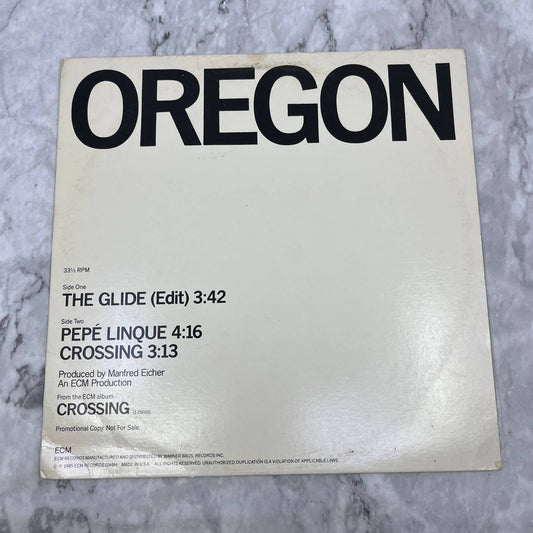 OREGON
33⅓ RPM
Side One
THE GLIDE (Edit) 3:42
Side Two
PEPÉ LINQUE 4:16
CROSSING 3:13
Produced by Manfred Eicher
An ECM Production
From the ECM album
CROSSING
Promotional Copy. Not For Sale.
ECM
ECM RECORDS MANUFACTURED AND DISTRIBUTED BY WARNER BROS. RECORDS INC.
© ℗ 1985 ECM RECORDS GMBH. MADE IN U.S.A. ALL RIGHTS RESERVED. UNAUTHORIZED DUPLICATION IS A VIOLATION OF APPLICABLE LAWS.